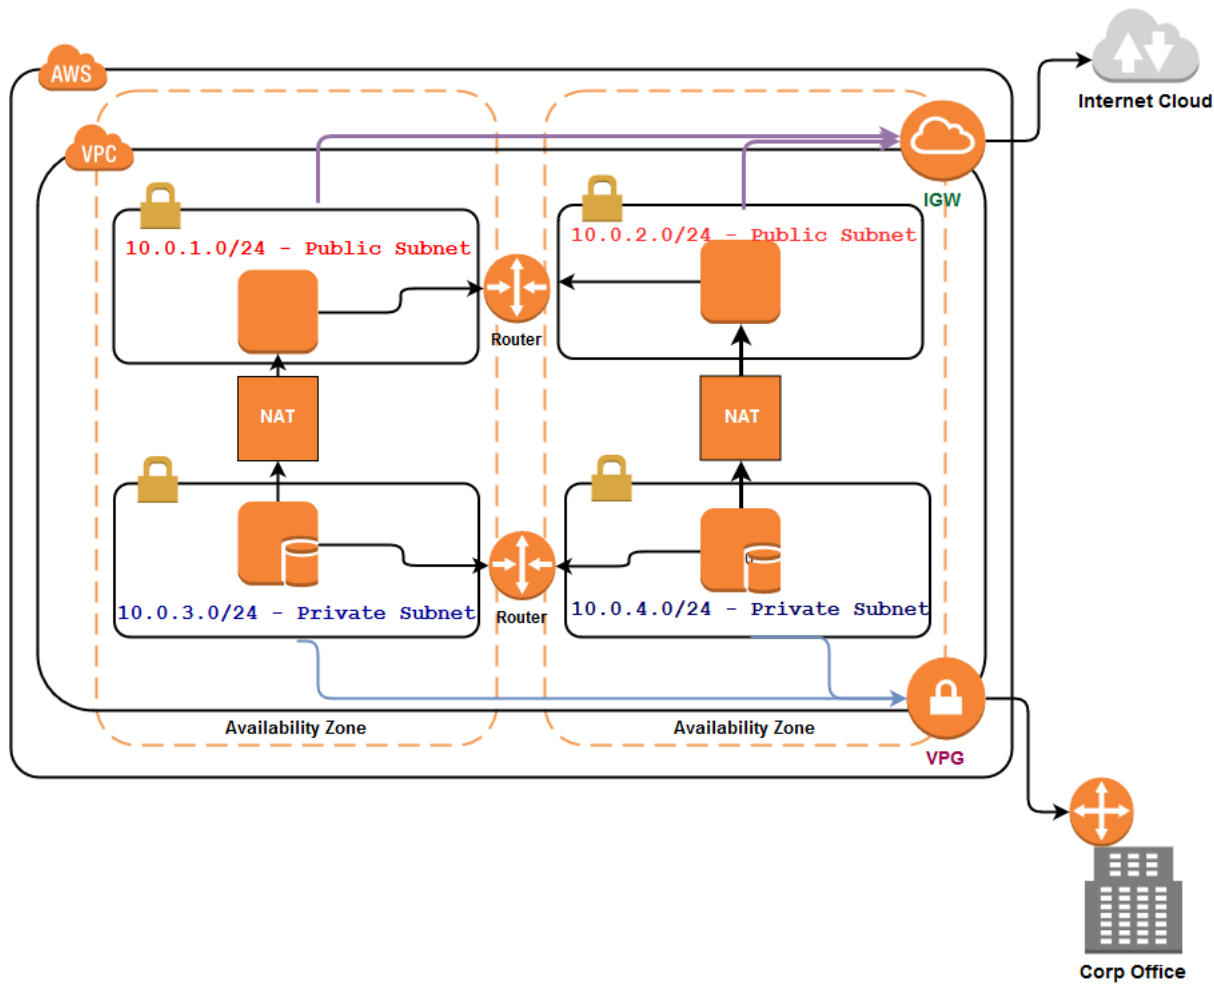 AWS
Internet Cloud
VPC
IGW
10.0.1.0/24 - Public Subnet
10.0.2.0/24 - Public Subnet
Router
NAT
NAT
10.0.3.0/24 - Private Subnet
Router
10.0.4.0/24 - Private Subnet
Availability Zone
Availability Zone
VPG
Corp Office